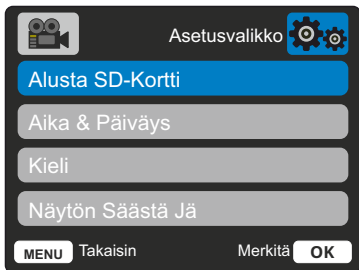 Asetusvalikko
Alusta SD-Kortti
Aika & Päiväys
Kieli
Näytön Säästä Jä
MENU Takaisin Merkitä OK